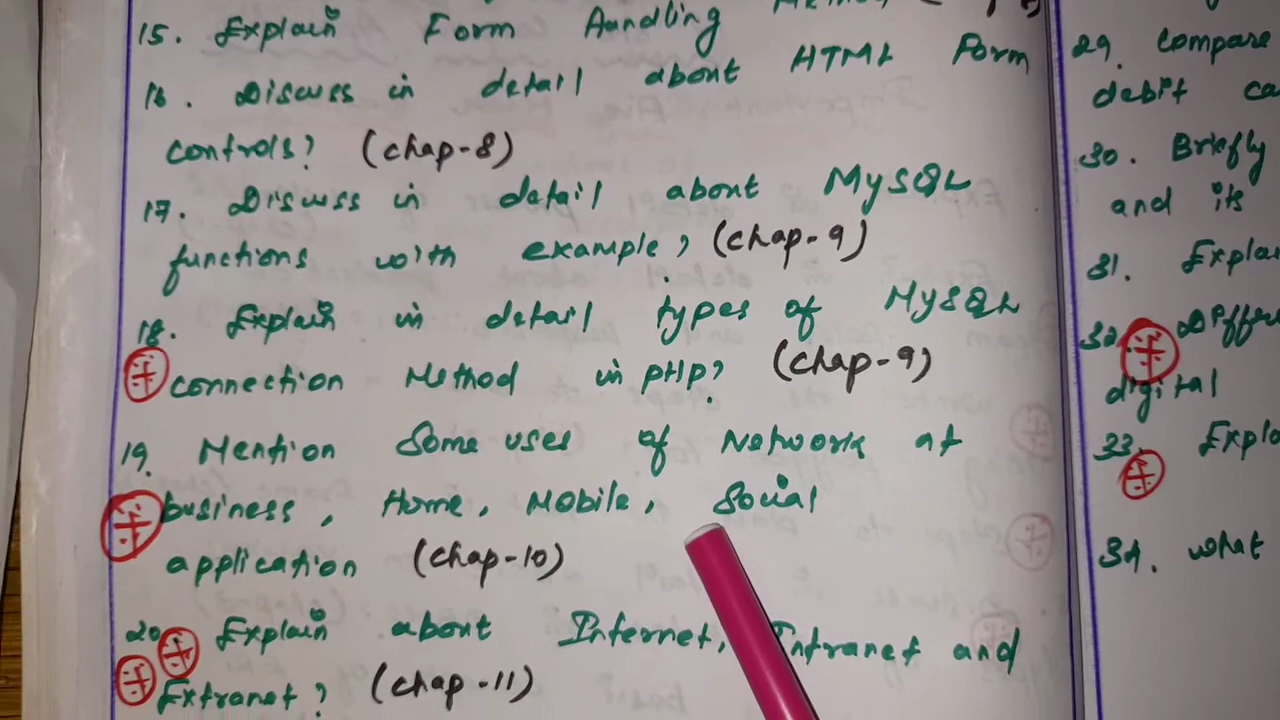 15. Explain Form Handling Method
16. Discuss in detail about HTML Form
controls? (chap-8)
17. Discuss in detail about MySQL
functions with example? (chap-9)
18. Explain in detail types of MySQL
connection Method in PHP? (chap-9)
19. Mention some uses of Network at
business, Home, Mobile, Social
application (chap-10)
20. Explain about Internet, Intranet and
Extranet? (chap-11)
29. Compare
debit
30. Briefly
and its
31.
32.
digital
33.
34. what